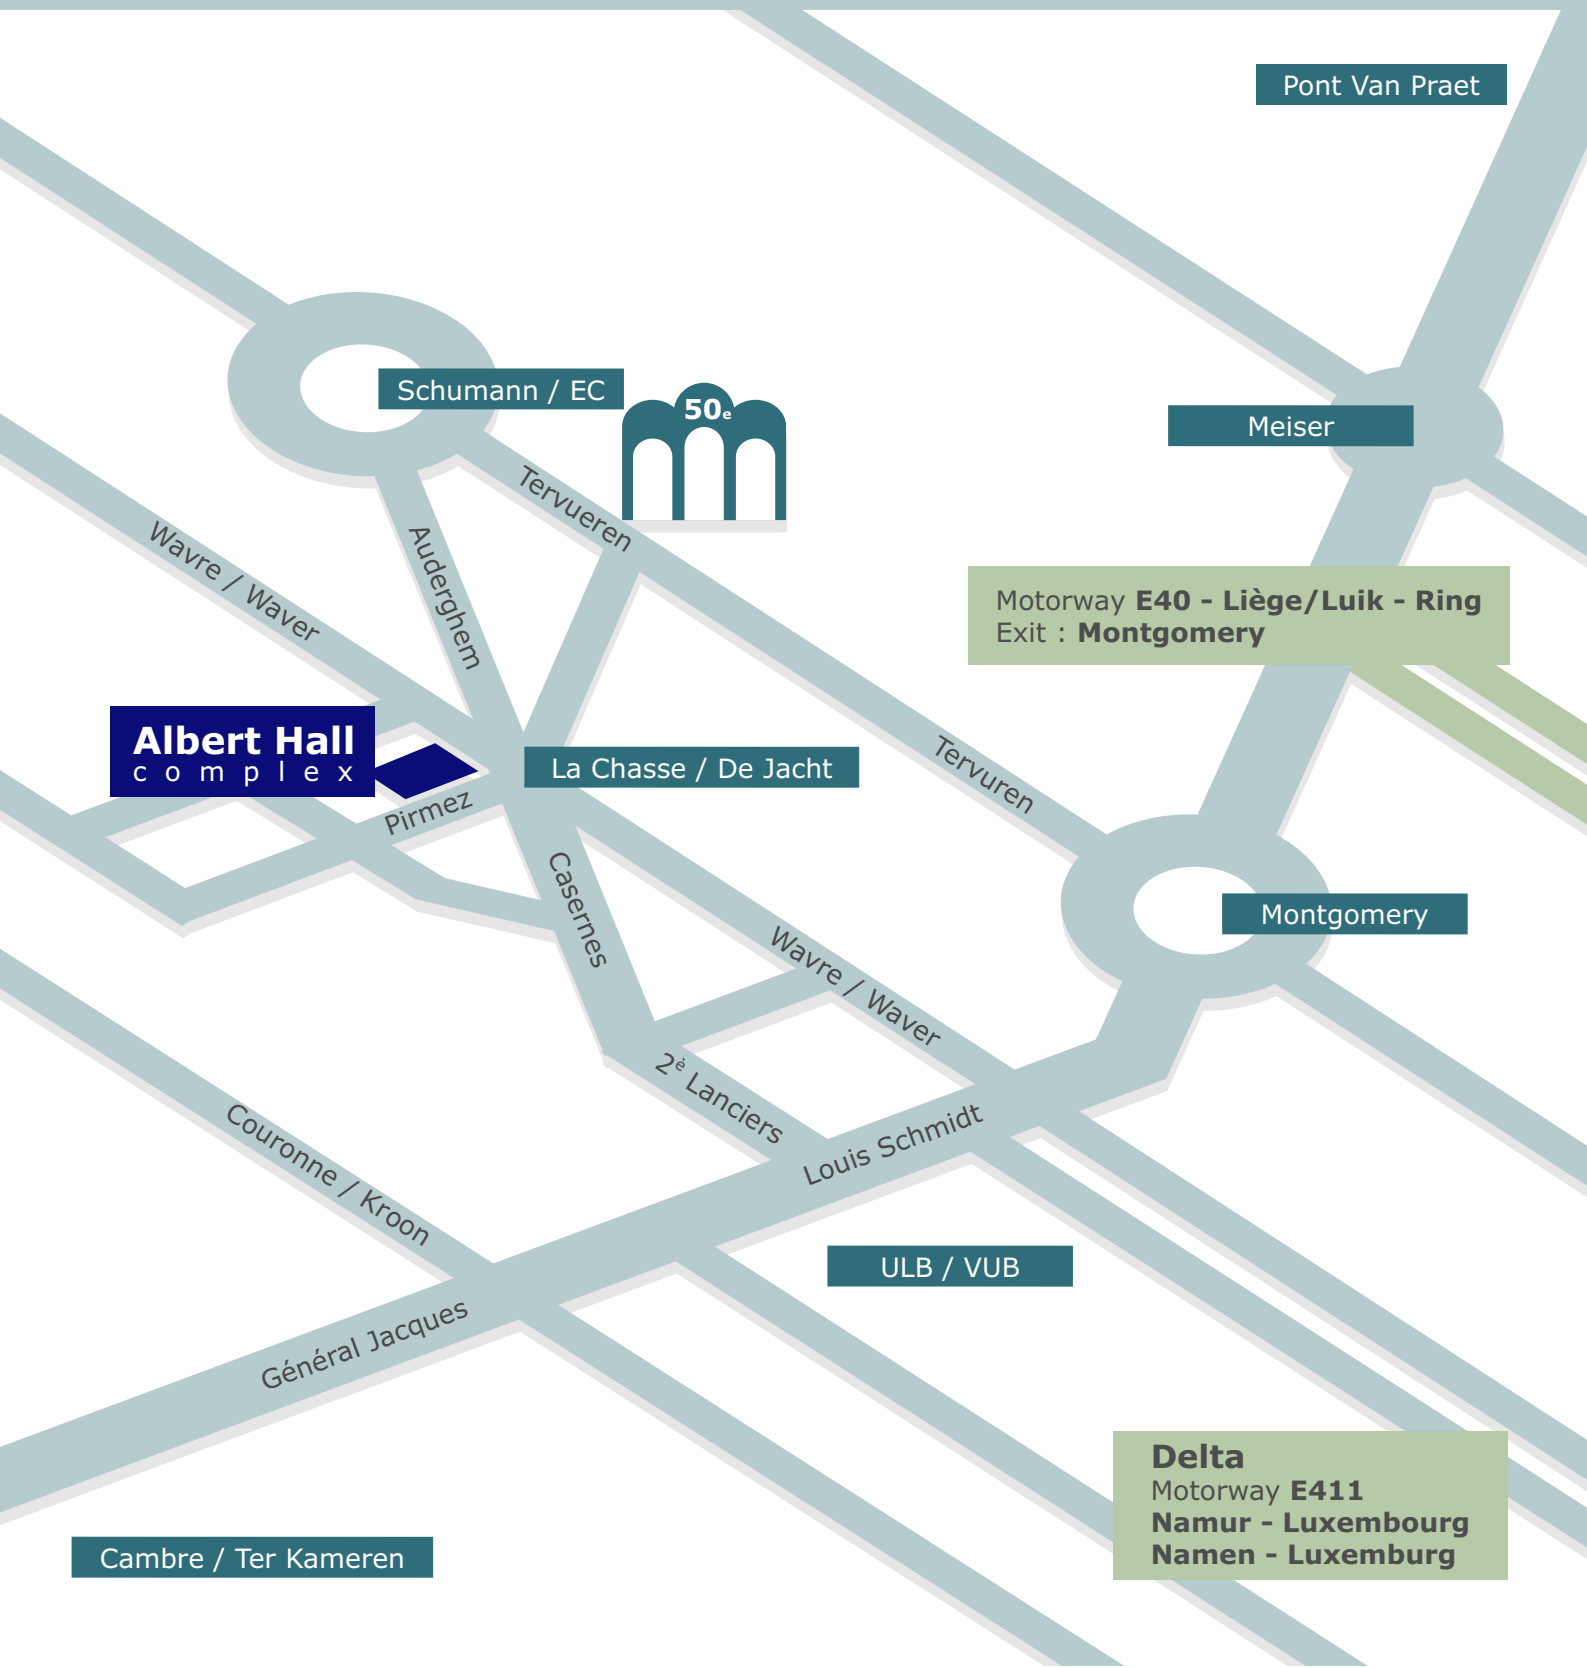 Pont Van Praet
Schumann / EC
50e
Meiser
Tervueren
Auderghem
Wavre / Waver
Motorway E40 - Liège/Luik - Ring
Exit : Montgomery
Albert Hall
complex
La Chasse / De Jacht
Tervuren
Pirmez
Casernes
Montgomery
Wavre / Waver
2è Lanciers
Louis Schmidt
Couronne / Kroon
ULB / VUB
Général Jacques
Delta
Motorway E411
Namur - Luxembourg
Namen - Luxemburg
Cambre / Ter Kameren